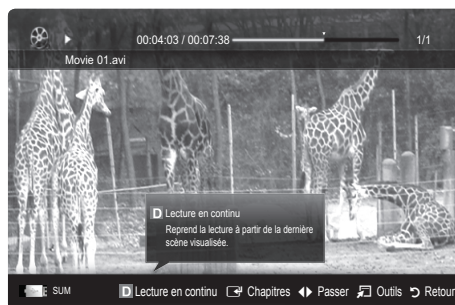 00:04:03 / 00:07:38 1/1
Movie 01.avi
D Lecture en continu
Reprend la lecture à partir de la dernière
scène visualisée.
SUM D Lecture en continu Chapitres Passer Outils Retour